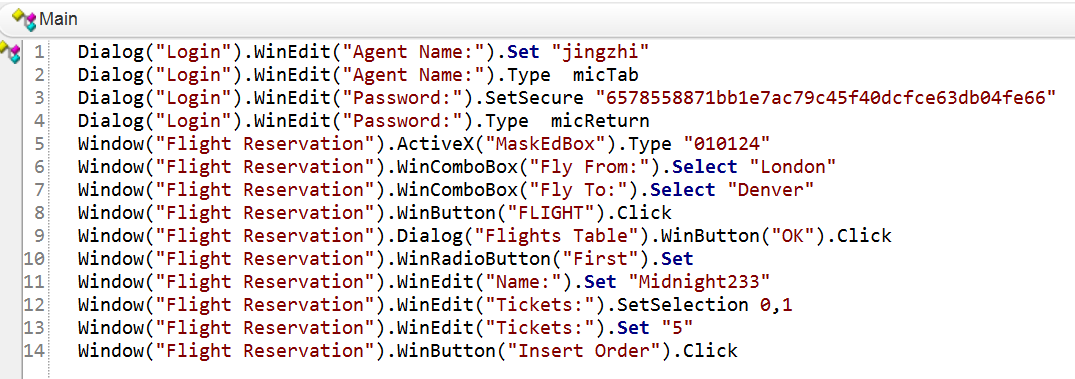 Main
1 Dialog("Login").WinEdit("Agent Name:").Set "jingzhi"
2 Dialog("Login").WinEdit("Agent Name:").Type  micTab
3 Dialog("Login").WinEdit("Password:").SetSecure "6578558871bb1e7ac79c45f40dcfce63db04fe66"
4 Dialog("Login").WinEdit("Password:").Type  micReturn
5 Window("Flight Reservation").ActiveX("MaskEdBox").Type "010124"
6 Window("Flight Reservation").WinComboBox("Fly From:").Select "London"
7 Window("Flight Reservation").WinComboBox("Fly To:").Select "Denver"
8 Window("Flight Reservation").WinButton("FLIGHT").Click
9 Window("Flight Reservation").Dialog("Flights Table").WinButton("OK").Click
10 Window("Flight Reservation").WinRadioButton("First").Set
11 Window("Flight Reservation").WinEdit("Name:").Set "Midnight233"
12 Window("Flight Reservation").WinEdit("Tickets:").SetSelection 0,1
13 Window("Flight Reservation").WinEdit("Tickets:").Set "5"
14 Window("Flight Reservation").WinButton("Insert Order").Click